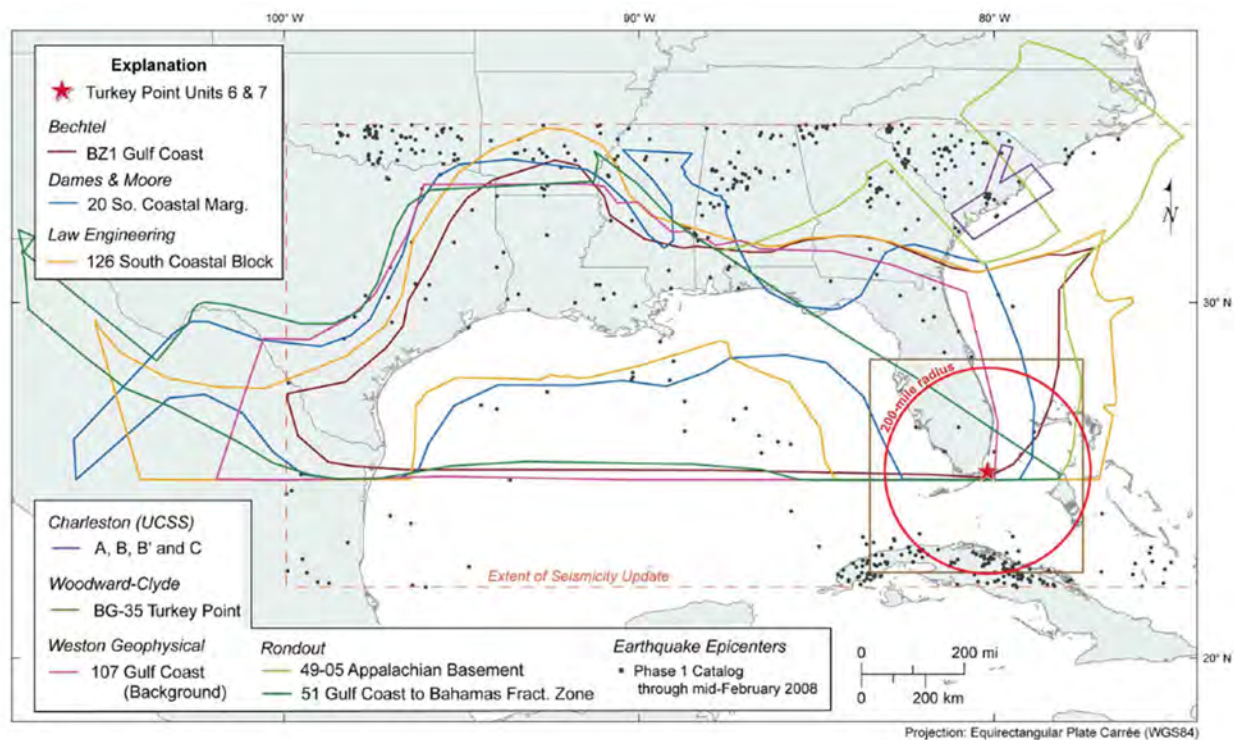 100° W
90° W
80° W
Explanation
Turkey Point Units 6 & 7
Bechtel
BZ1 Gulf Coast
Dames & Moore
20 So. Coastal Marg.
Law Engineering
126 South Coastal Block
N
30° N
200-mile radius
Charleston (UCSS)
A, B, B' and C
Woodward-Clyde
BG-35 Turkey Point
Weston Geophysical
107 Gulf Coast
(Background)
Rondout
49-05 Appalachian Basement
51 Gulf Coast to Bahamas Fract. Zone
Earthquake Epicenters
Phase 1 Catalog
through mid-February 2008
Extent of Seismicity Update
0 200 mi
0 200 km
20° N
Projection: Equirectangular Plate Carrée (WGS84)